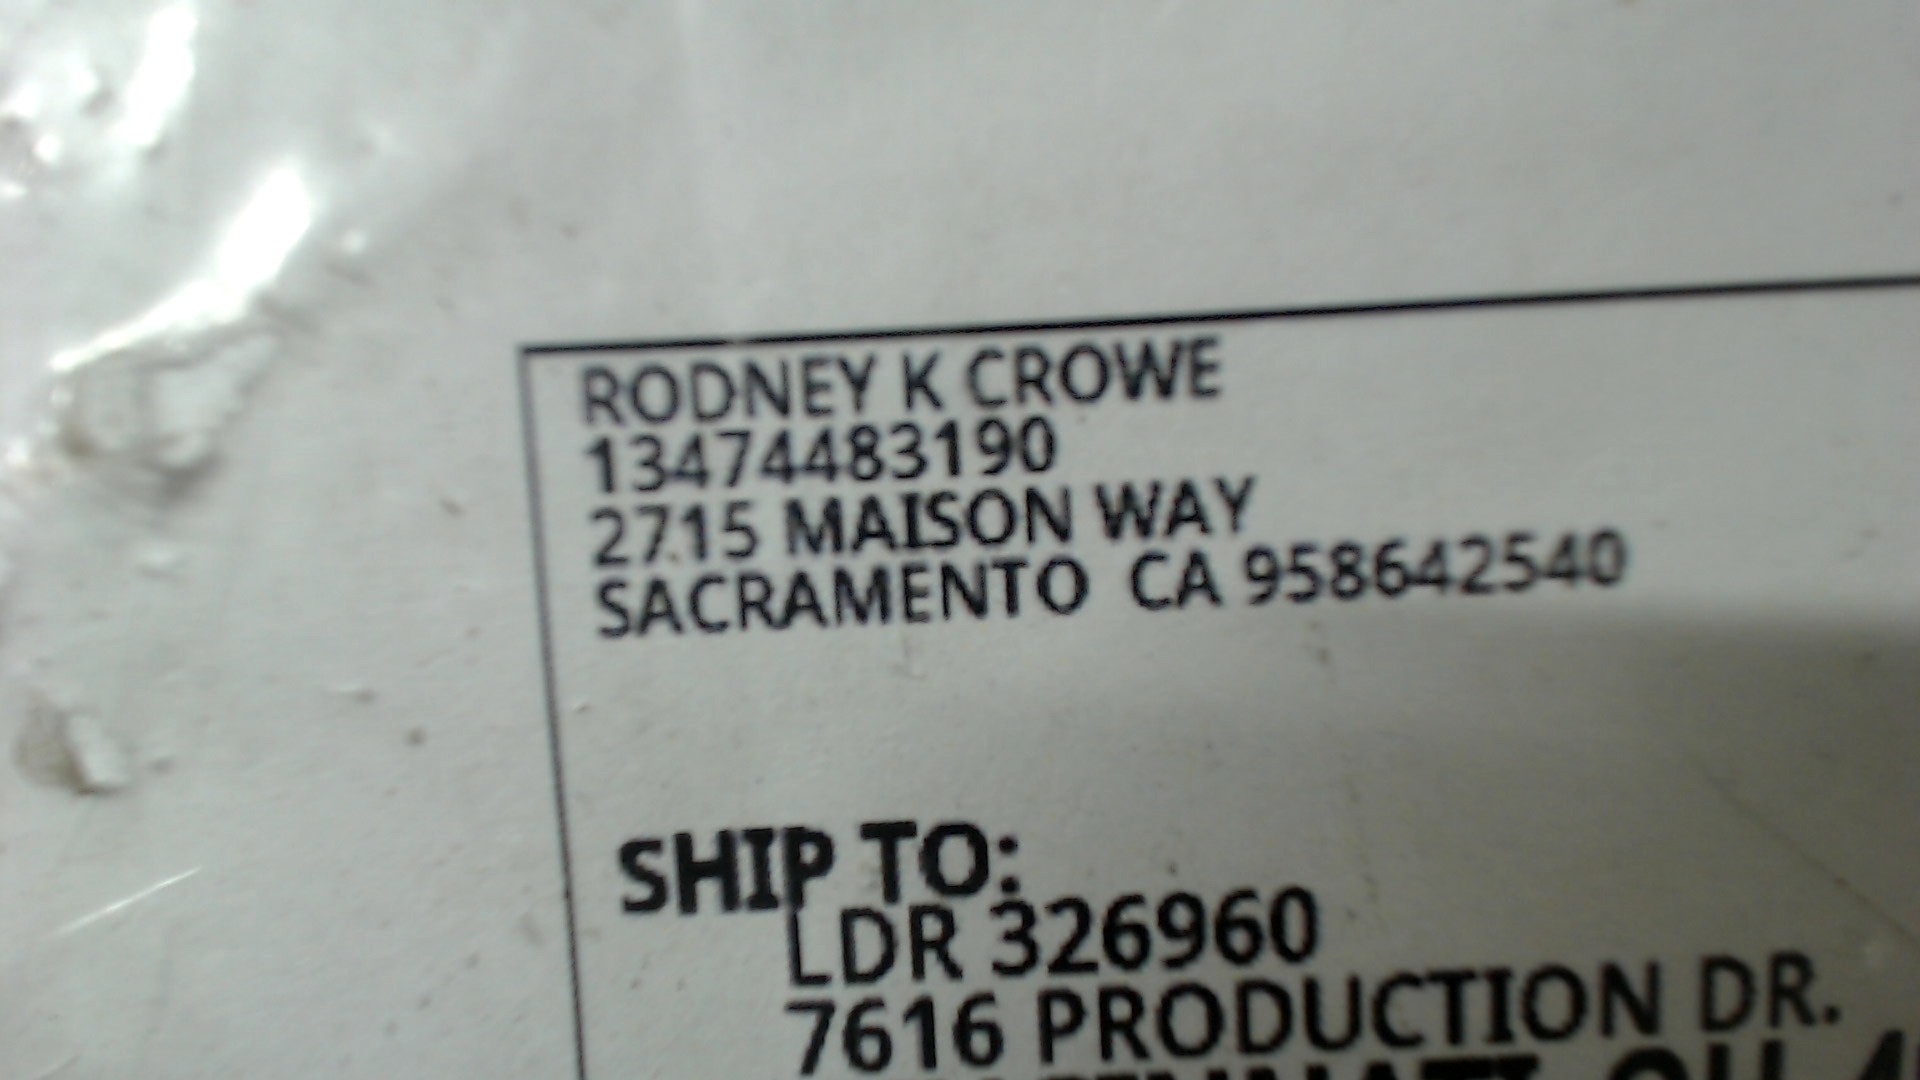 RODNEY K CROWE
13474483190
2715 MAISON WAY
SACRAMENTO CA 958642540
SHIP TO:
LDR 326960
7616 PRODUCTION DR.